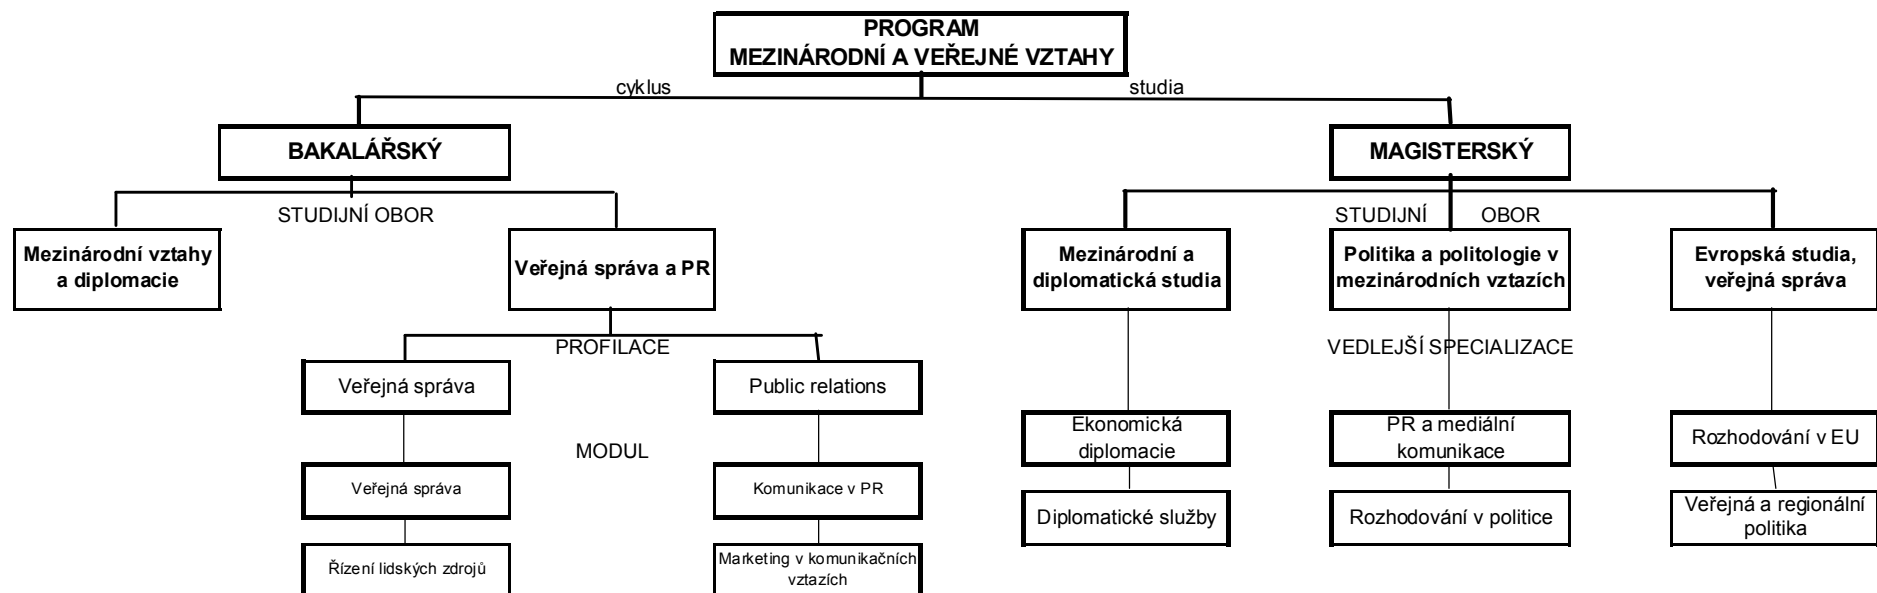 PROGRAM
MEZINÁRODNÍ A VEŘEJNÉ VZTAHY
cyklus
studia
BAKALÁŘSKÝ
MAGISTERSKÝ
STUDIJNÍ OBOR
STUDIJNÍ OBOR
Mezinárodní vztahy
a diplomacie
Veřejná správa a PR
Mezinárodní a
diplomatická studia
Politika a politologie v
mezinárodních vztazích
Evropská studia,
veřejná správa
PROFILACE
VEDLEJŠÍ SPECIALIZACE
Veřejná správa
Public relations
Ekonomická
diplomacie
PR a mediální
komunikace
Rozhodování v EU
MODUL
Veřejná správa
Komunikace v PR
Diplomatické služby
Rozhodování v politice
Veřejná a regionální
politika
Řízení lidských zdrojů
Marketing v komunikačních
vztazích